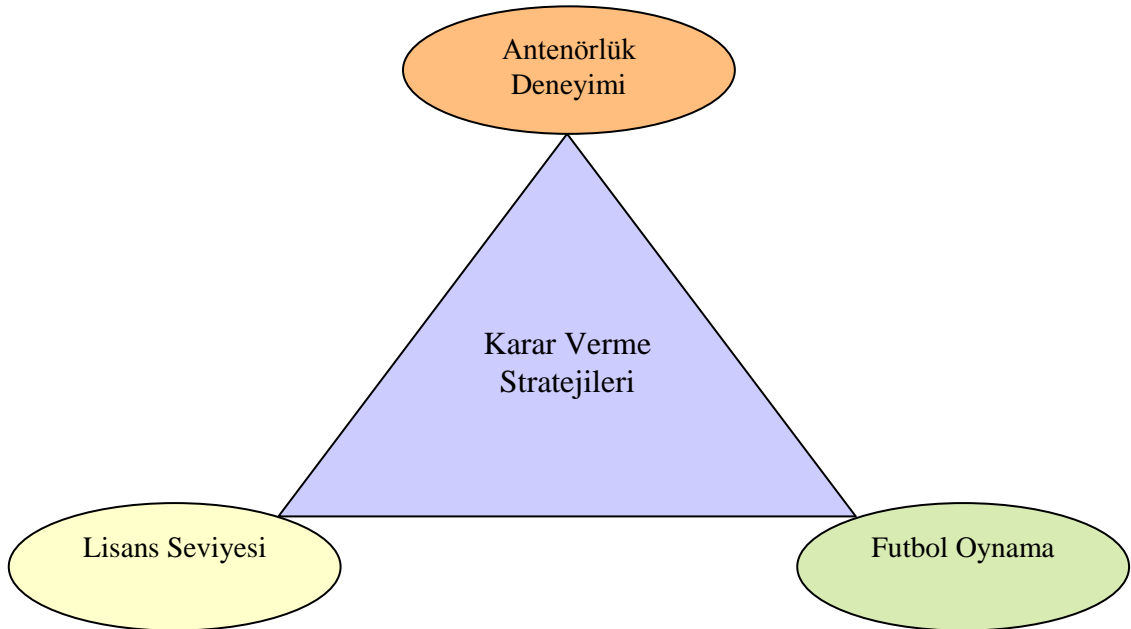 Antenörlük
Deneyimi
Karar Verme
Stratejileri
Lisans Seviyesi
Futbol Oynama